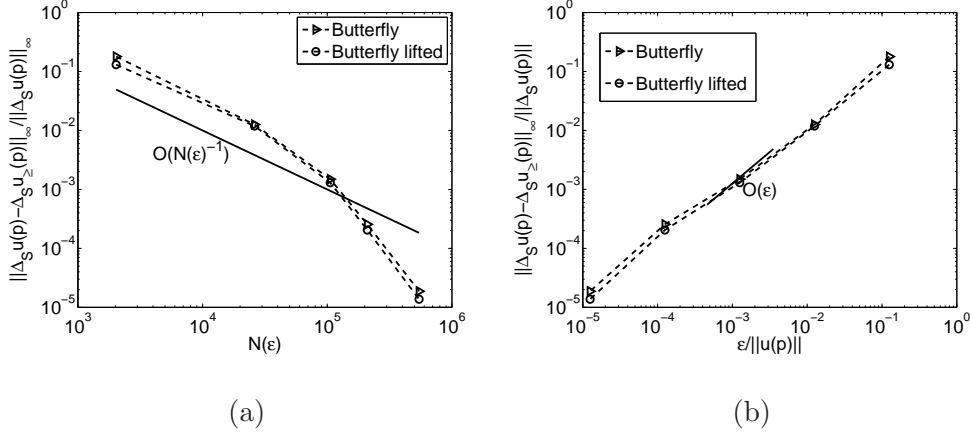 10^0
10^-1
10^-2
10^-3
10^-4
10^-5
||Δ_S u(p)−Δ_S u_≥(p)||_∞/||Δ_S u(p)||_∞
Butterfly
Butterfly lifted
O(N(ε)^-1)
10^3
10^4
10^5
10^6
N(ε)
(a)
10^0
10^-1
10^-2
10^-3
10^-4
10^-5
||Δ_S u(p)−Δ_S u_≥(p)||_∞/||Δ_S u(p)||
Butterfly
Butterfly lifted
O(ε)
10^-5
10^-4
10^-3
10^-2
10^-1
10^0
ε/||u(p)||
(b)